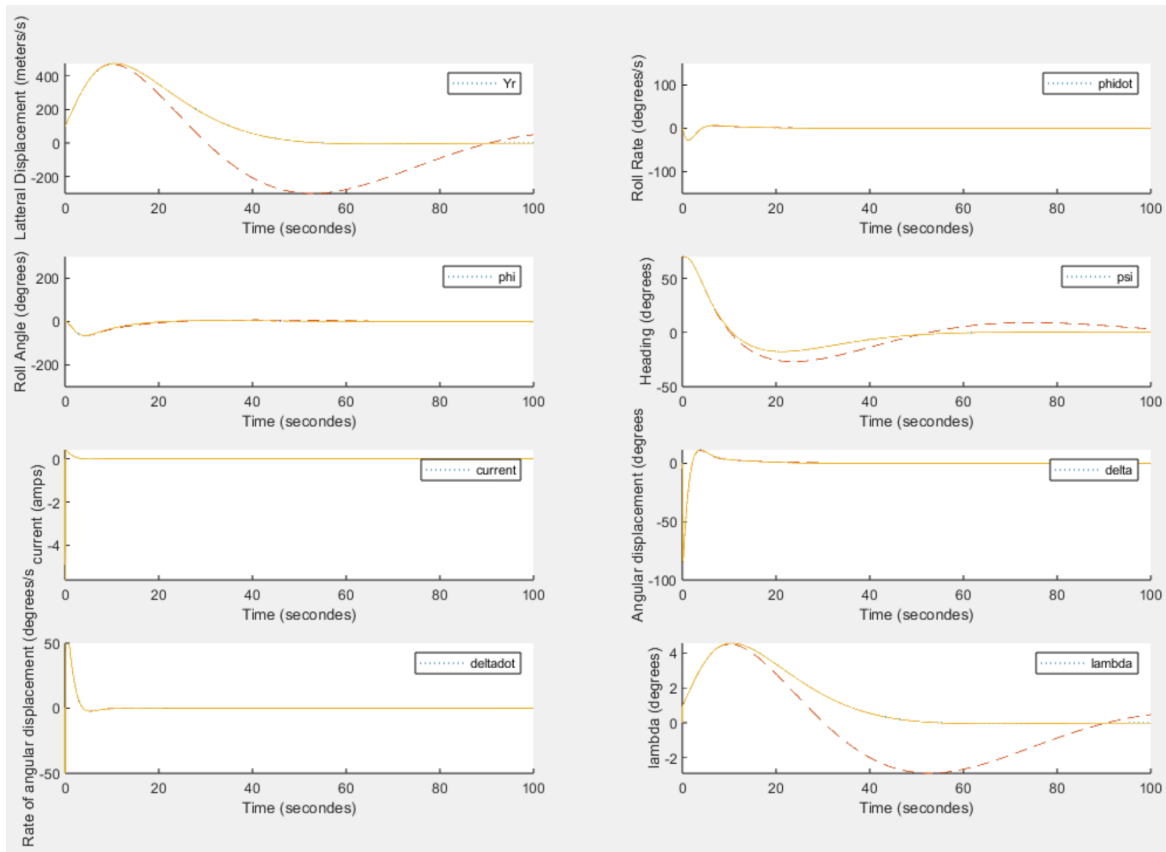 Latteral Displacement (meters/s)
400
200
0
-200
Yr
0 20 40 60 80 100
Time (secondes)
Roll Rate (degrees/s)
100
0
-100
phidot
0 20 40 60 80 100
Time (secondes)
Roll Angle (degrees)
200
0
-200
phi
0 20 40 60 80 100
Time (secondes)
Heading (degrees)
50
0
-50
psi
0 20 40 60 80 100
Time (secondes)
current (amps)
0
-2
-4
current
0 20 40 60 80 100
Time (secondes)
Angular displacement (degrees
0
-50
-100
delta
0 20 40 60 80 100
Time (secondes)
Rate of angular displacement (degrees/s
50
0
-50
deltadot
0 20 40 60 80 100
Time (secondes)
lambda (degrees)
4
2
0
-2
lambda
0 20 40 60 80 100
Time (secondes)